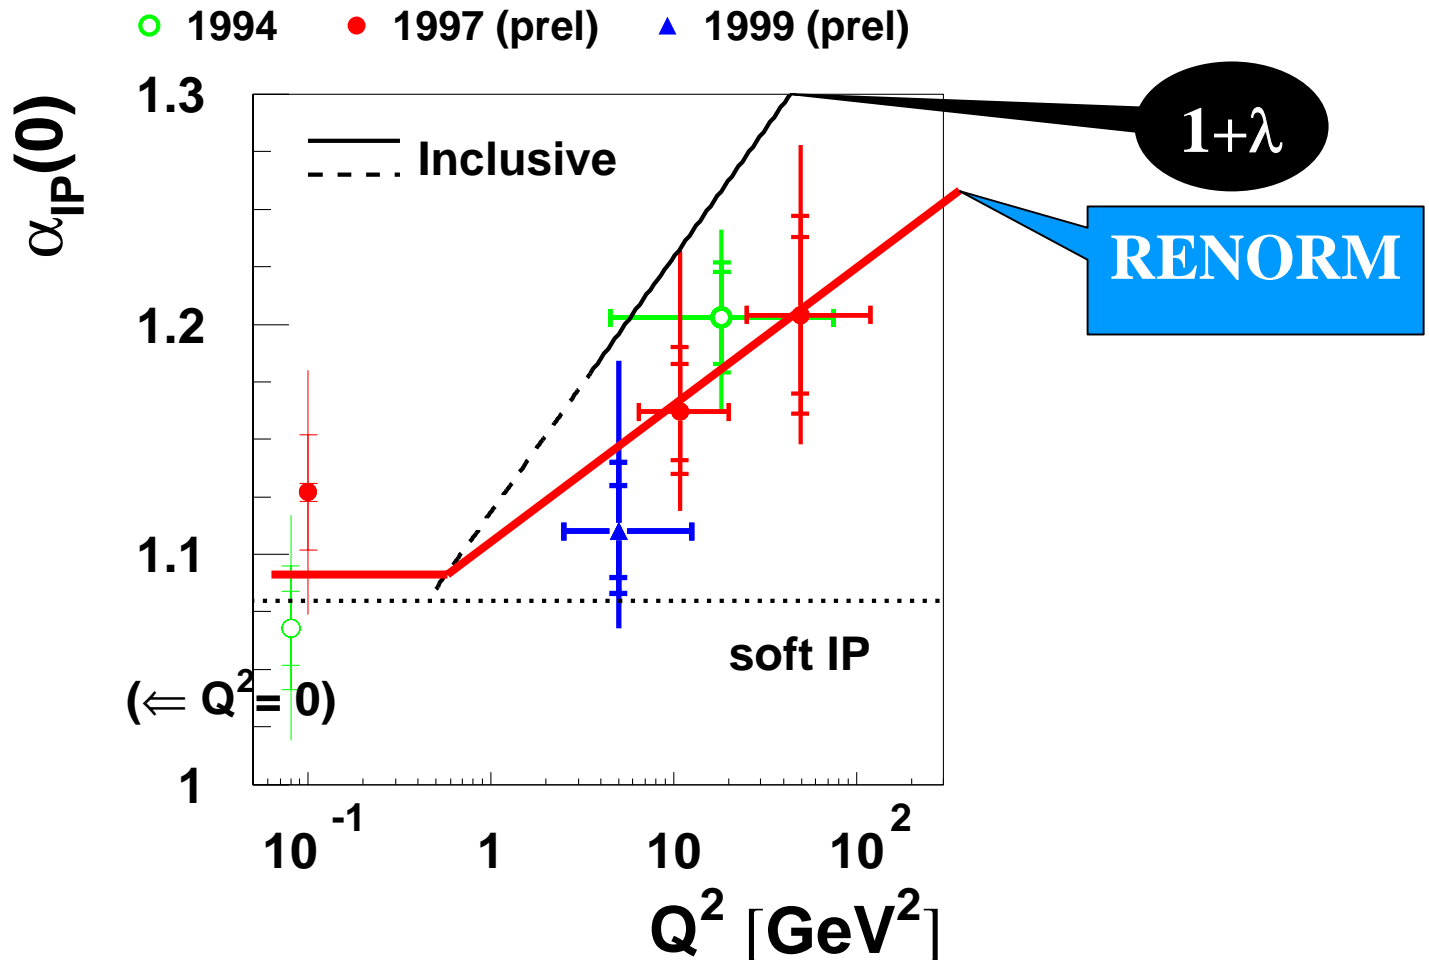 1994 1997 (prel) 1999 (prel)
α_IP(0)
1.3
1.2
1.1
1
Inclusive
1+λ
RENORM
soft IP
(⇐ Q²= 0)
10⁻¹ 1 10 10²
Q² [GeV²]